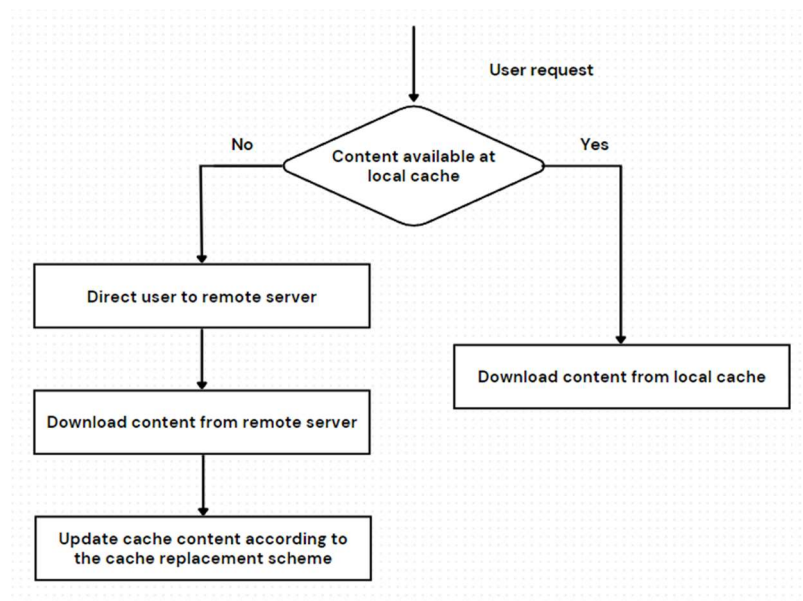 User request
No
Yes
Content available at
local cache
Direct user to remote server
Download content from local cache
Download content from remote server
Update cache content according to
the cache replacement scheme